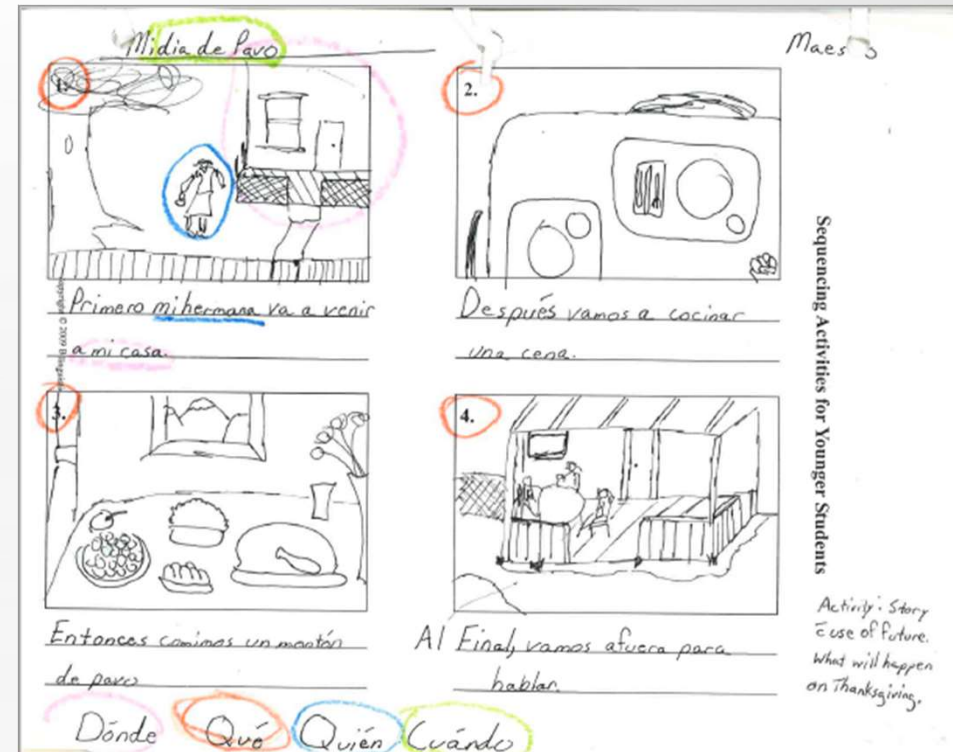 Midia de Pavo
Maes
1.
2.
Primero mi hermana va a venir
a mi casa.
Después vamos a cocinar
una cena.
3.
4.
Entonces comimos un montón
de pavo
Al Final, vamos afuera para
hablar.
Dónde Qué Quién Cuándo
Sequencing Activities for Younger Students
Activity: Story
c̄ use of future.
What will happen
on Thanksgiving.
copyright © 2009